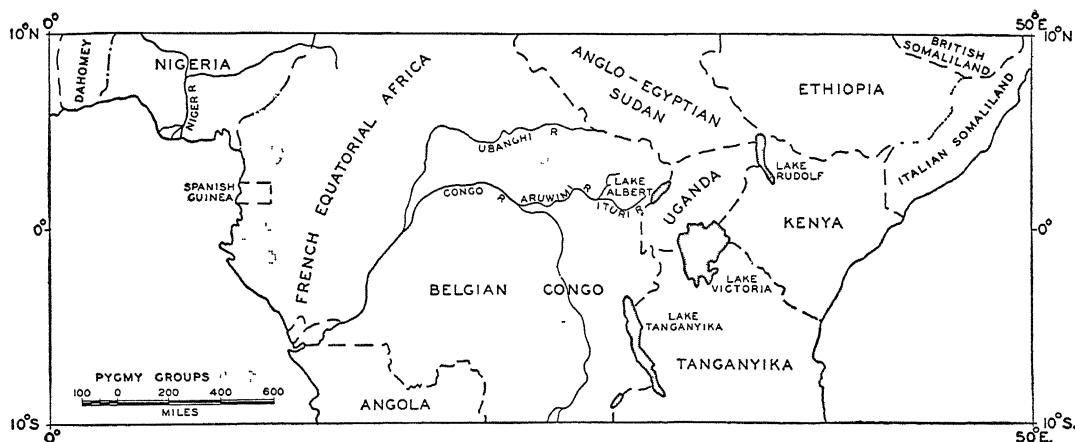 10°N
0°
50°E.
10°N
DAHOMEY
NIGERIA
NIGER R
FRENCH EQUATORIAL AFRICA
ANGLO-EGYPTIAN
SUDAN
BRITISH
SOMALILAND
ETHIOPIA
ITALIAN SOMALILAND
UBANGHI R
SPANISH
GUINEA
CONGO R
ARUWIMI R
ITURI R
LAKE
ALBERT
UGANDA
LAKE
RUDOLF
KENYA
0°
0°
BELGIAN CONGO
LAKE
VICTORIA
LAKE
TANGANYIKA
TANGANYIKA
ANGOLA
PYGMY GROUPS
100 0 200 400 600
MILES
10°S
0°
50°E.
10°S.